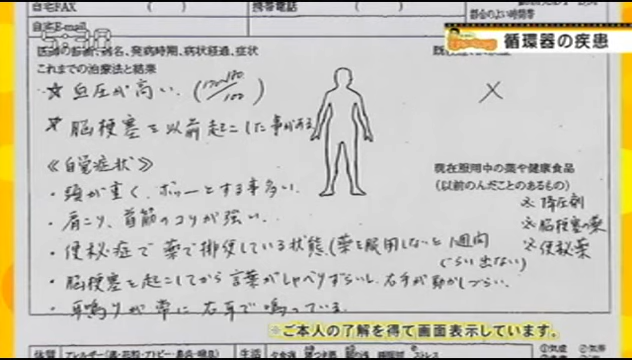 自宅FAX ( )
携帯電話 ( )
都合のよい時間帯
自宅E-mail
5:30
循環器の疾患
医師の診断、病名、発病時期、病状経過、症状
これまでの治療法と結果
☆ 血圧が高い。(170~180/100)
☆ 脳梗塞を以前起こした事がある
《自覚症状》
・頭が重く、ボッーとする事多い。
・肩こり、首筋のコリが強い。
・便秘症で薬で排便している状態(薬を服用しないと1週間
ぐらい出ない)
・脳梗塞を起こしてから言葉がしゃべりずらいし、右手が動かしづらい。
・耳鳴りが常に右耳で鳴っている。
×
現在服用中の薬や健康食品
(以前のんだことのあるもの)
※降圧剤
※脳梗塞の薬
※便秘薬
※ご本人の了解を得て画面表示しています。
体質
生活